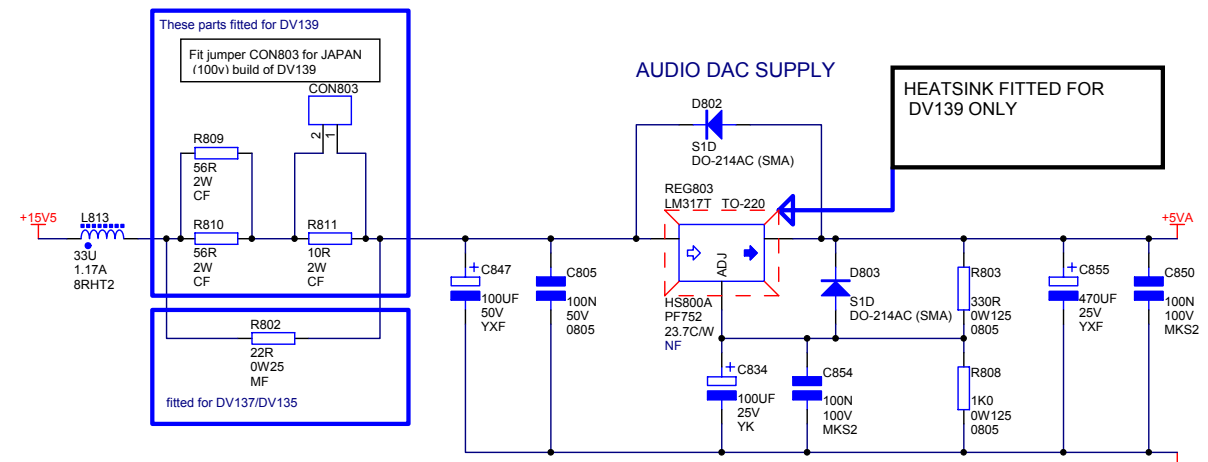 These parts fitted for DV139
Fit jumper CON803 for JAPAN
(100v) build of DV139
CON803
2
1
R809
56R
2W
CF
R810
56R
2W
CF
R811
10R
2W
CF
+15V5
L813
33U
1.17A
8RHT2
R802
22R
0W25
MF
fitted for DV137/DV135
AUDIO DAC SUPPLY
HEATSINK FITTED FOR
DV139 ONLY
D802
S1D
DO-214AC (SMA)
REG803
LM317T TO-220
ADJ
HS800A
PF752
23.7C/W
NF
+
C847
100UF
50V
YXF
C805
100N
50V
0805
D803
S1D
DO-214AC (SMA)
R803
330R
0W125
0805
+
C855
470UF
25V
YXF
C850
100N
100V
MKS2
+5VA
+
C834
100UF
25V
YK
C854
100N
100V
MKS2
R808
1K0
0W125
0805